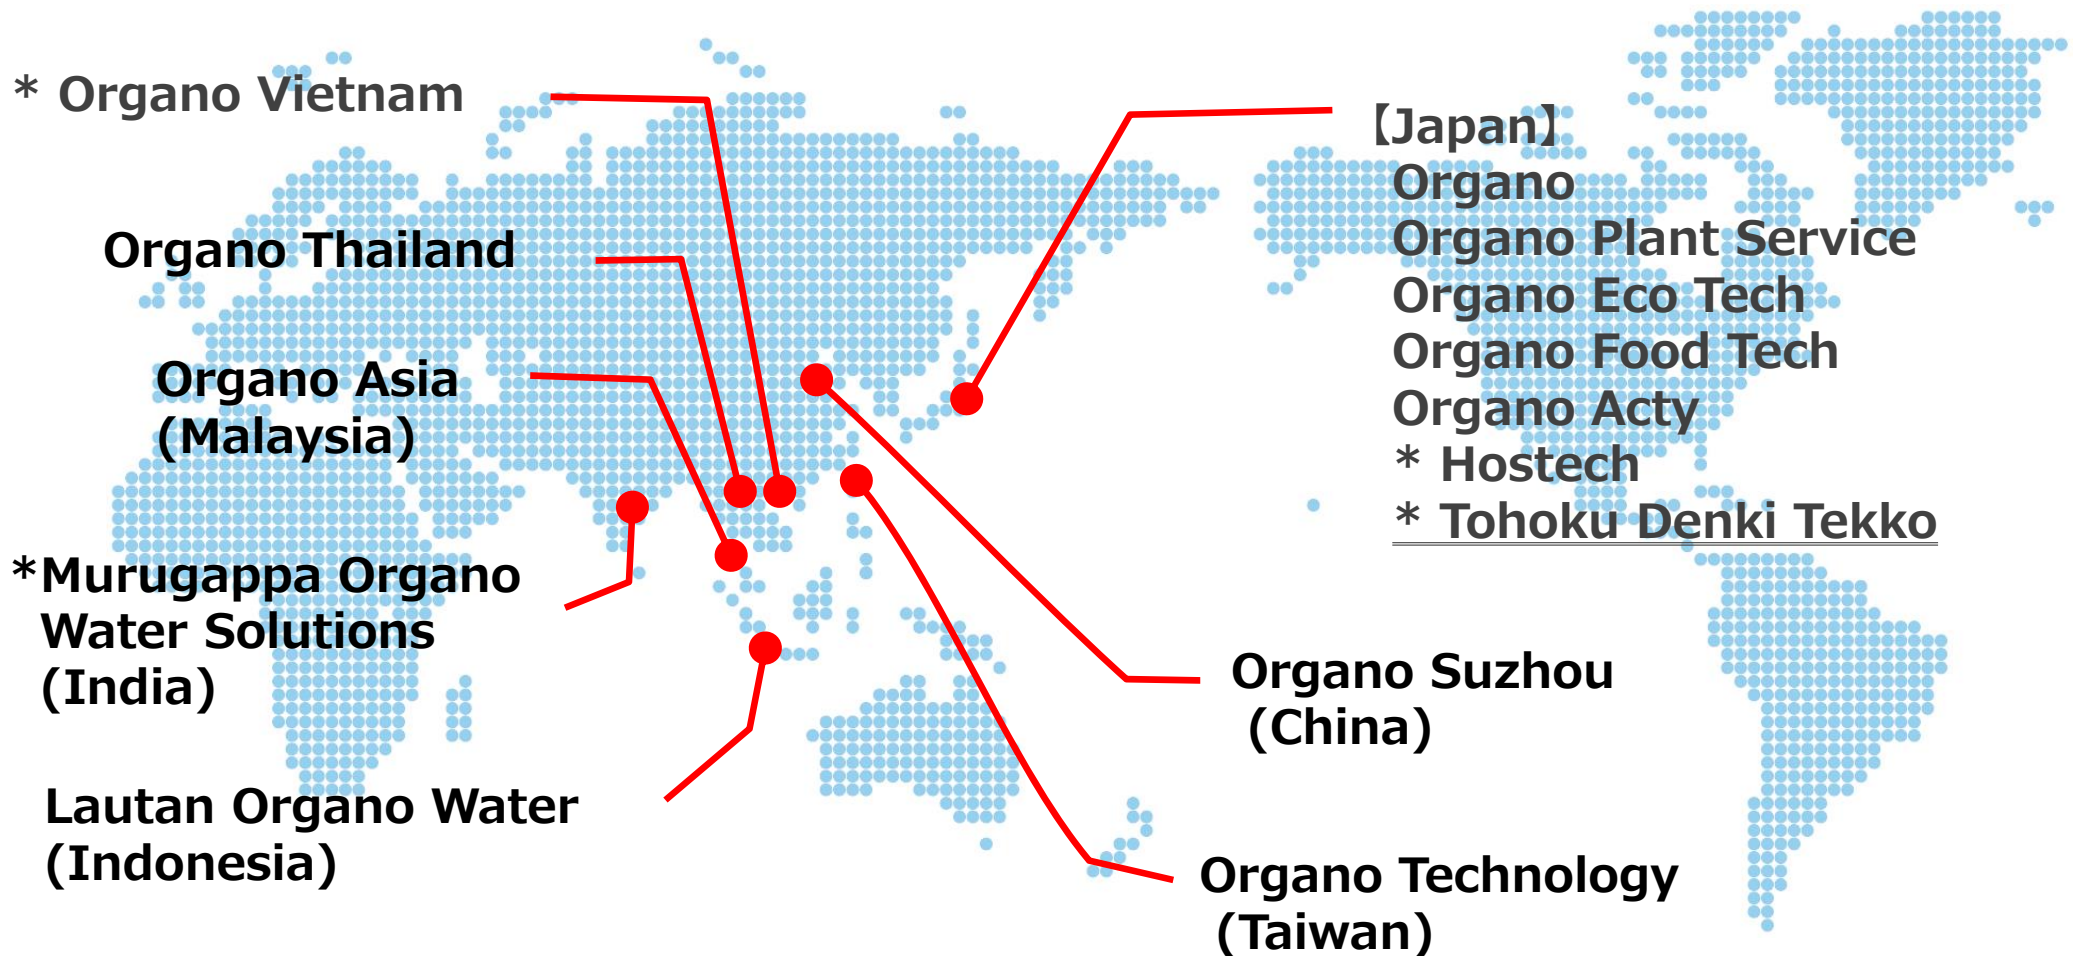 * Organo Vietnam
Organo Thailand
Organo Asia
(Malaysia)
*Murugappa Organo
Water Solutions
(India)
Lautan Organo Water
(Indonesia)
【Japan】
Organo
Organo Plant Service
Organo Eco Tech
Organo Food Tech
Organo Acty
* Hostech
* Tohoku Denki Tekko
Organo Suzhou
(China)
Organo Technology
(Taiwan)